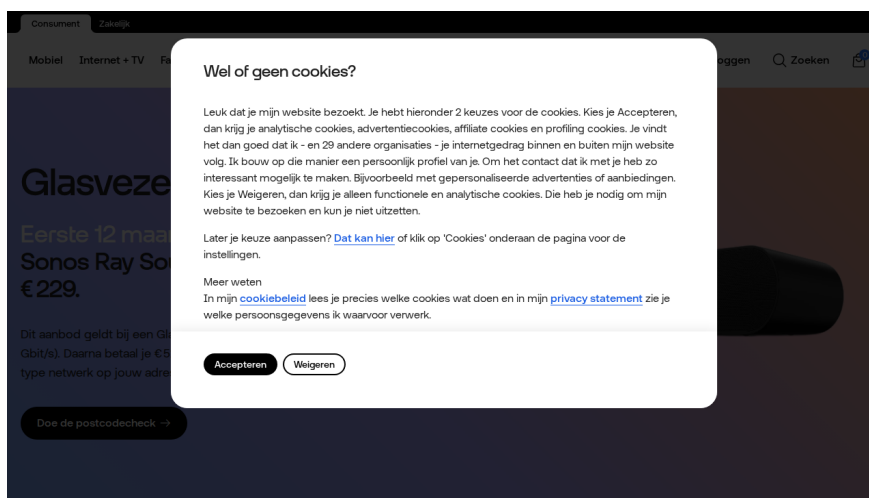 Consument Zakelijk
Mobiel Internet + TV Fa
oggen Zoeken
Wel of geen cookies?
Leuk dat je mijn website bezoekt. Je hebt hieronder 2 keuzes voor de cookies. Kies je Accepteren,
dan krijg je analytische cookies, advertentiecookies, affiliate cookies en profiling cookies. Je vindt
het dan goed dat ik - en 29 andere organisaties - je internetgedrag binnen en buiten mijn website
volg. Ik bouw op die manier een persoonlijk profiel van je. Om het contact dat ik met je heb zo
interessant mogelijk te maken. Bijvoorbeeld met gepersonaliseerde advertenties of aanbiedingen.
Kies je Weigeren, dan krijg je alleen functionele en analytische cookies. Die heb je nodig om mijn
website te bezoeken en kun je niet uitzetten.
Later je keuze aanpassen? Dat kan hier of klik op 'Cookies' onderaan de pagina voor de
instellingen.
Meer weten
In mijn cookiebeleid lees je precies welke cookies wat doen en in mijn privacy statement zie je
welke persoonsgegevens ik waarvoor verwerk.
Accepteren Weigeren
Glasveze
Eerste 12 maa
Sonos Ray So
€ 229.
Dit aanbod geldt bij een Gla
Gbit/s). Daarna betaal je € 5
type netwerk op jouw adre
Doe de postcodecheck →